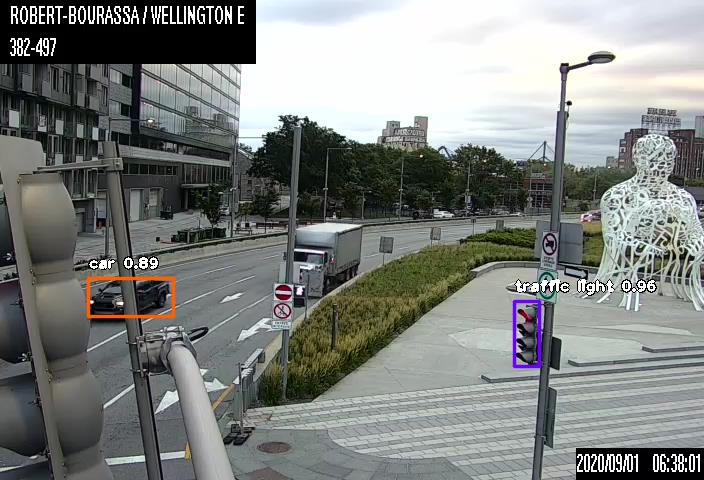 ROBERT-BOURASSA / WELLINGTON E
382-497
car 0.89
traffic light 0.96
2020/09/01 06:38:01